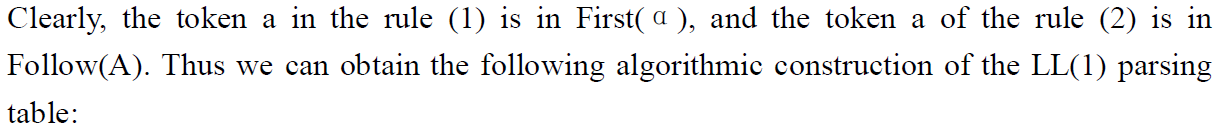 Clearly, the token a in the rule (1) is in First( α ), and the token a of the rule (2) is in
Follow(A). Thus we can obtain the following algorithmic construction of the LL(1) parsing
table: